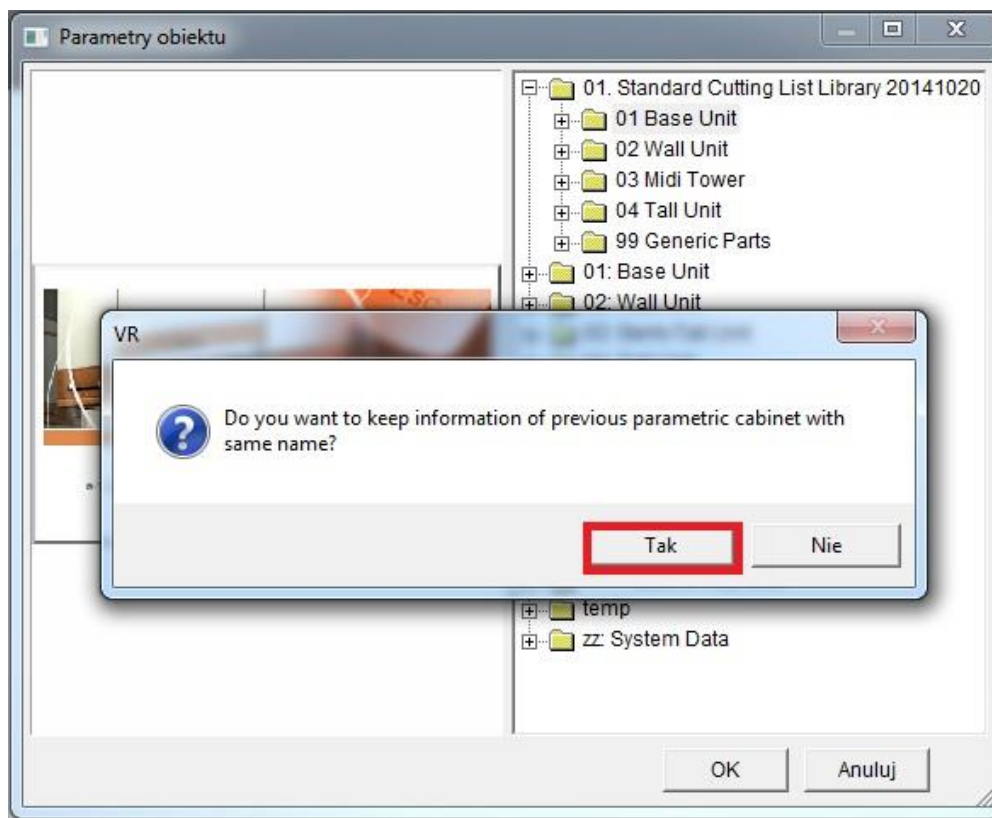 Parametry obiektu
01. Standard Cutting List Library 20141020
01 Base Unit
02 Wall Unit
03 Midi Tower
04 Tall Unit
99 Generic Parts
01: Base Unit
02: Wall Unit
VR
Do you want to keep information of previous parametric cabinet with
same name?
Tak
Nie
temp
zz: System Data
OK
Anuluj